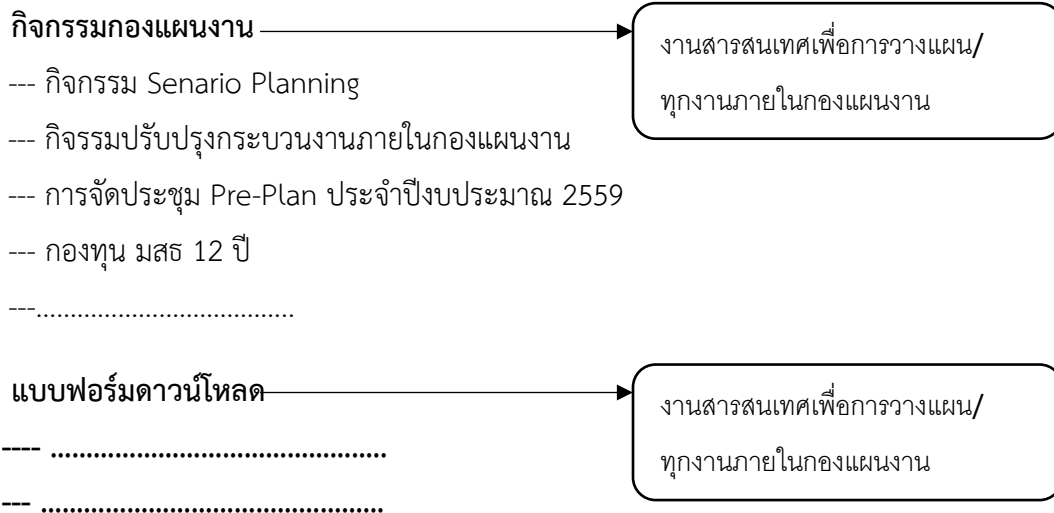 กิจกรรมกองแผนงาน
งานสารสนเทศเพื่อการวางแผน/
ทุกงานภายในกองแผนงาน
--- กิจกรรม Senario Planning
--- กิจรรมปรับปรุงกระบวนงานภายในกองแผนงาน
--- การจัดประชุม Pre-Plan ประจำปีงบประมาณ 2559
--- กองทุน มสธ 12 ปี
---......................................
แบบฟอร์มดาวน์โหลด
งานสารสนเทศเพื่อการวางแผน/
ทุกงานภายในกองแผนงาน
---- ...............................................
--- ................................................